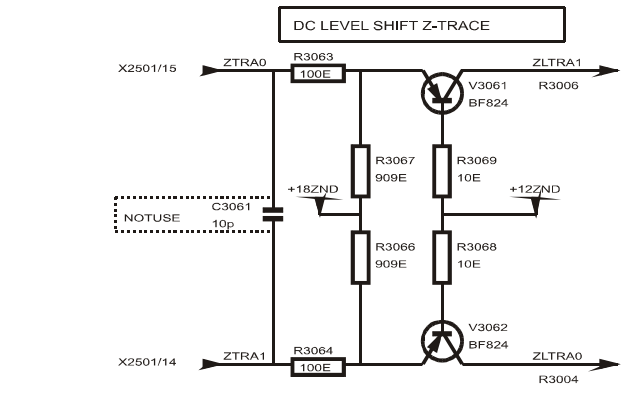 DC LEVEL SHIFT Z-TRACE
X2501/15
ZTRA0
R3063
100E
ZLTRA1
R3006
V3061
BF824
R3067
909E
R3069
10E
+18ZND
+12ZND
NOTUSE
C3061
10p
R3066
909E
R3068
10E
V3062
BF824
X2501/14
ZTRA1
R3064
100E
ZLTRA0
R3004